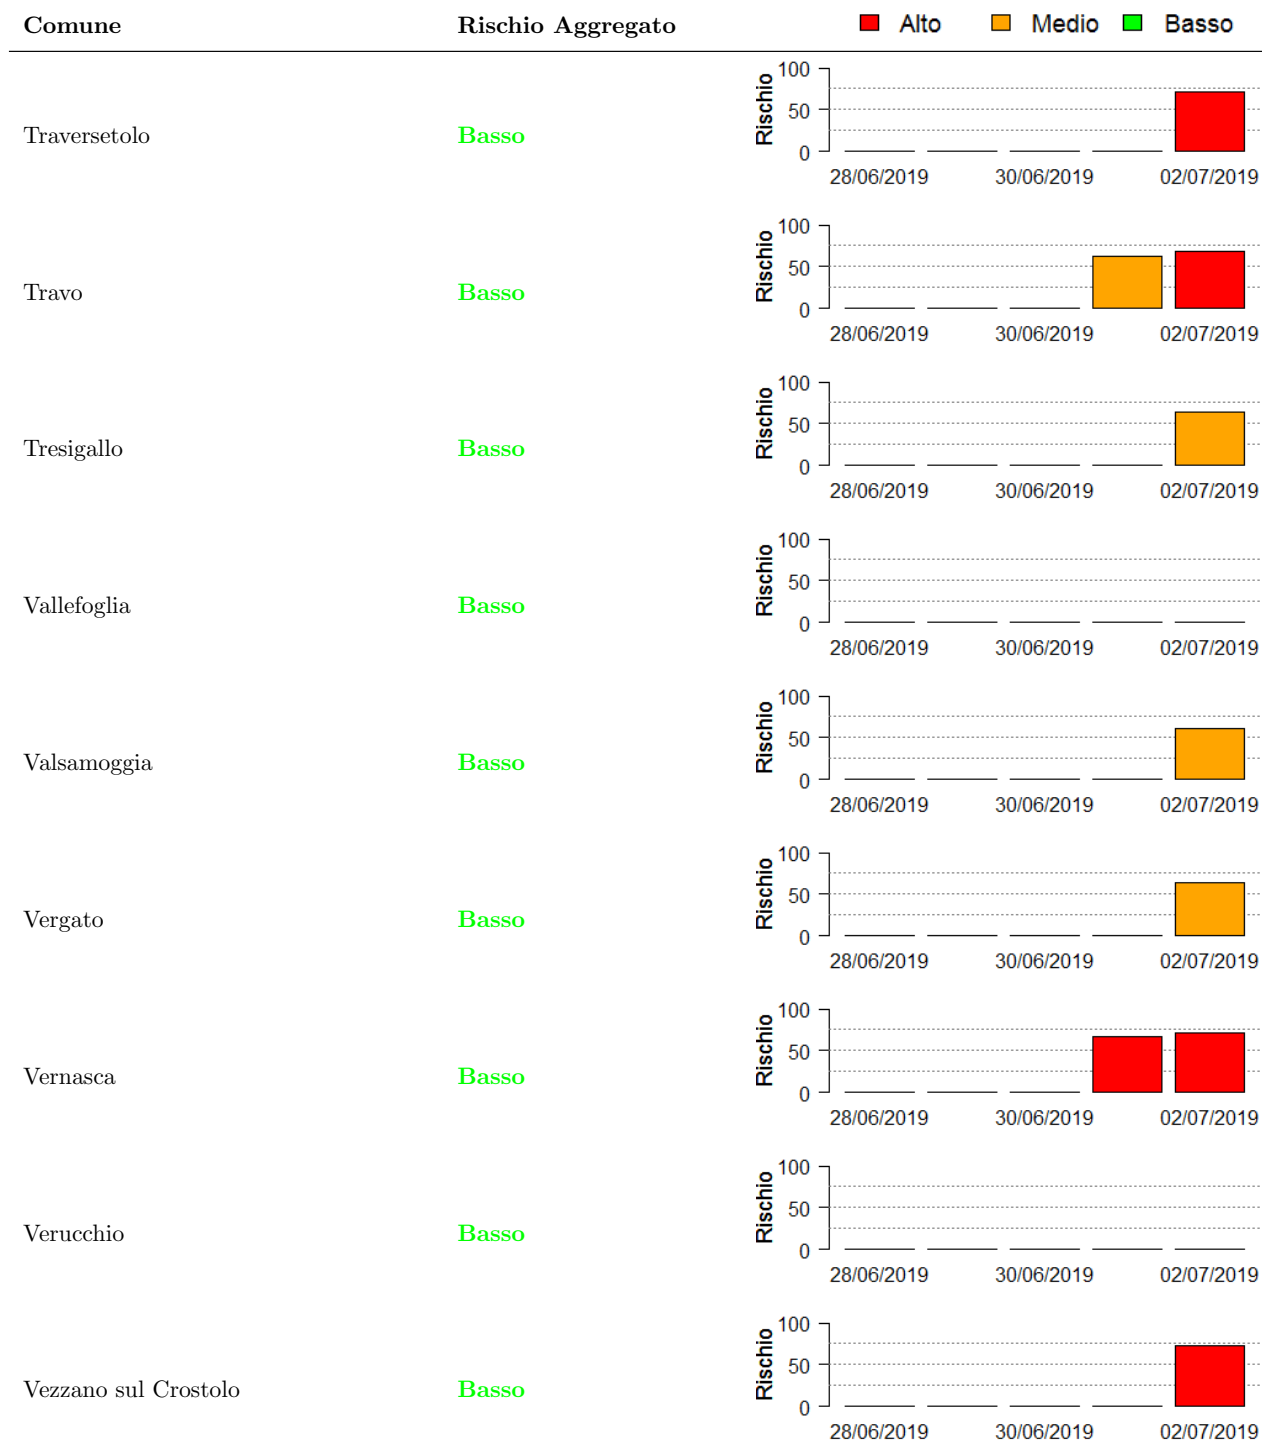 Comune Rischio Aggregato Alto Medio Basso
100
50
0
Rischio
Traversetolo Basso
28/06/2019 30/06/2019 02/07/2019
100
50
0
Rischio
Travo Basso
28/06/2019 30/06/2019 02/07/2019
100
50
0
Rischio
Tresigallo Basso
28/06/2019 30/06/2019 02/07/2019
100
50
0
Rischio
Vallefoglia Basso
28/06/2019 30/06/2019 02/07/2019
100
50
0
Rischio
Valsamoggia Basso
28/06/2019 30/06/2019 02/07/2019
100
50
0
Rischio
Vergato Basso
28/06/2019 30/06/2019 02/07/2019
100
50
0
Rischio
Vernasca Basso
28/06/2019 30/06/2019 02/07/2019
100
50
0
Rischio
Verucchio Basso
28/06/2019 30/06/2019 02/07/2019
100
50
0
Rischio
Vezzano sul Crostolo Basso
28/06/2019 30/06/2019 02/07/2019